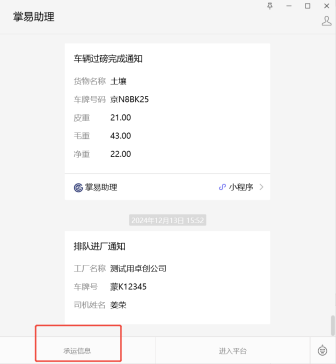 掌易助理
车辆过磅完成通知
货物名称 土壤
车牌号码 京N8BK25
皮重 21.00
毛重 43.00
净重 22.00
掌易助理 小程序
2024年12月13日 15:52
排队进厂通知
工厂名称 测试用卓创公司
车牌号 蒙K12345
司机姓名 姜荣
承运信息 进入平台